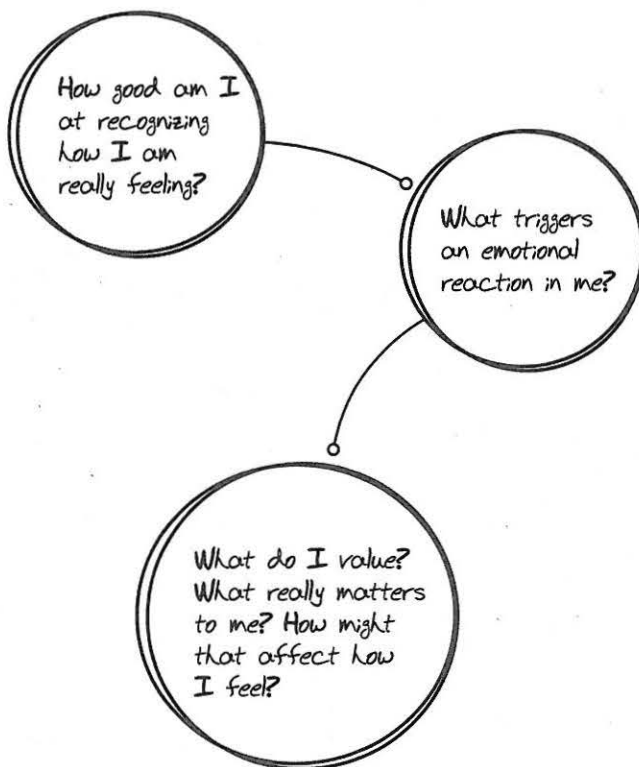 How good am I
at recognizing
how I am
really feeling?
What triggers
an emotional
reaction in me?
What do I value?
What really matters
to me? How might
that affect how
I feel?